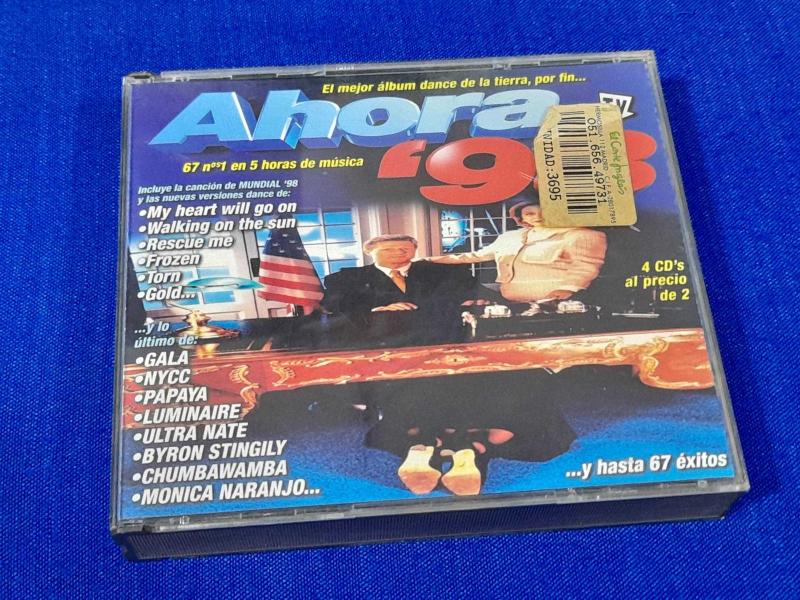 El mejor álbum dance de la tierra, por fin...
Ahora
TV
'98
67 nºs1 en 5 horas de música
Incluye la canción de MUNDIAL '98
y las nuevas versiones dance de:
•My heart will go on
•Walking on the sun
•Rescue me
•Frozen
•Torn
•Gold...
...y lo
último de:
•GALA
•NYCC
•PAPAYA
•LUMINAIRE
•ULTRA NATE
•BYRON STINGILY
•CHUMBAWAMBA
•MONICA NARANJO...
El Corte Inglés
051.656.49731
UNIDAD:3695
4 CD's
al precio
de 2
...y hasta 67 éxitos